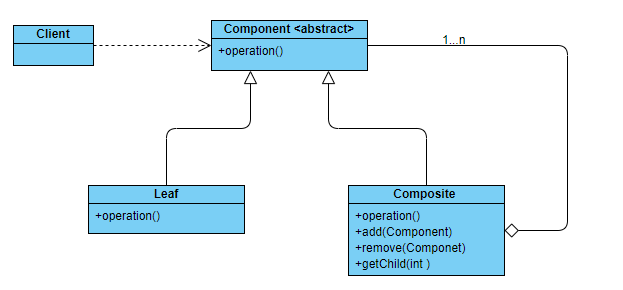 Client
Component <abstract>
+operation()
1...n
Leaf
+operation()
Composite
+operation()
+add(Component)
+remove(Componet)
+getChild(int )